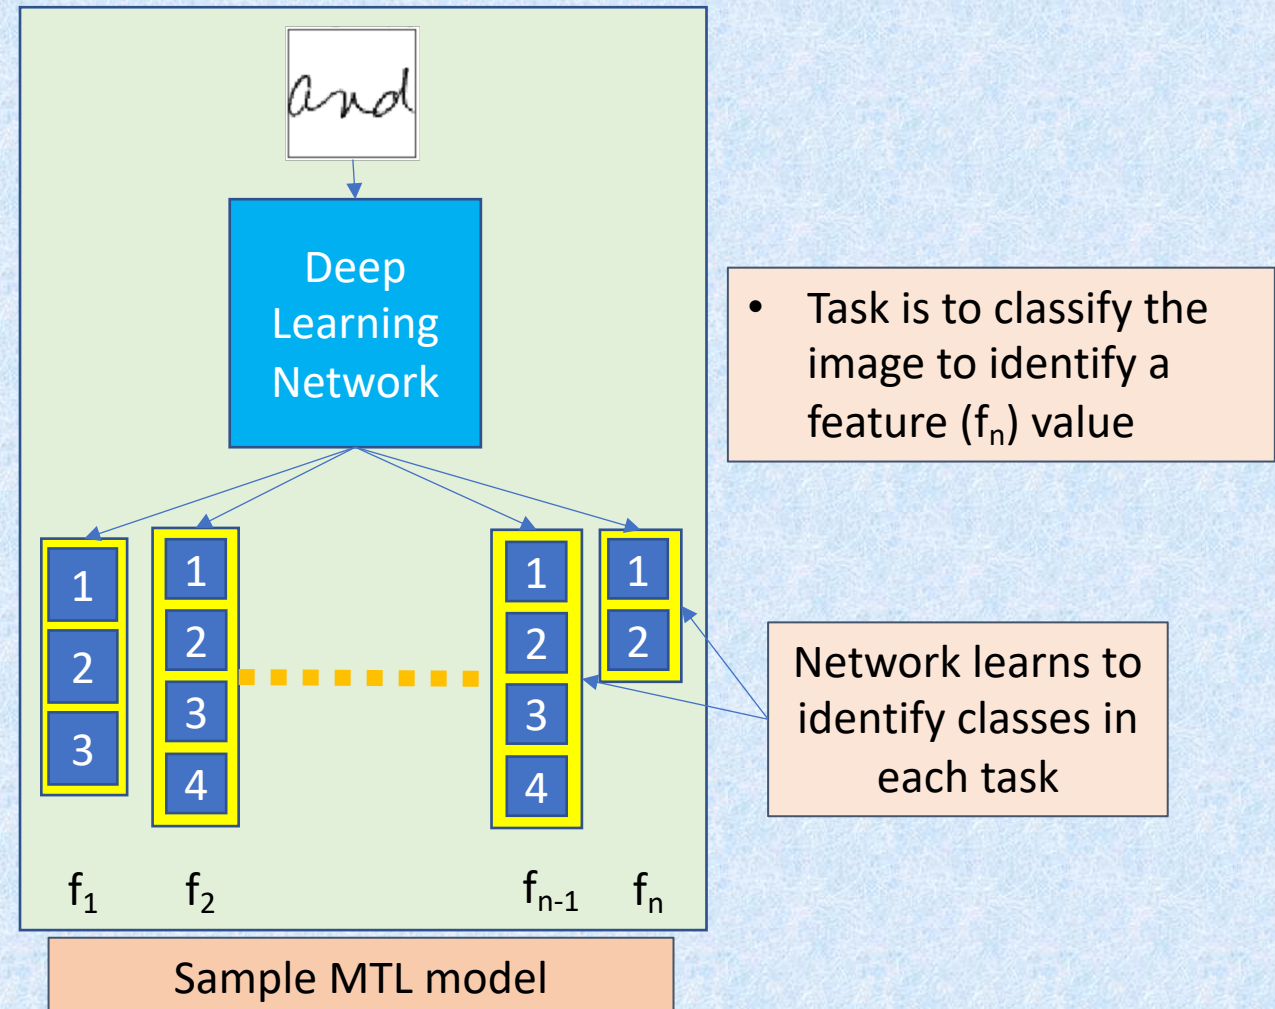 and
Deep
Learning
Network
• Task is to classify the
image to identify a
feature (fn) value
1
2
3
1
2
3
4
1
2
3
4
1
2
Network learns to
identify classes in
each task
f1 f2 fn-1 fn
Sample MTL model